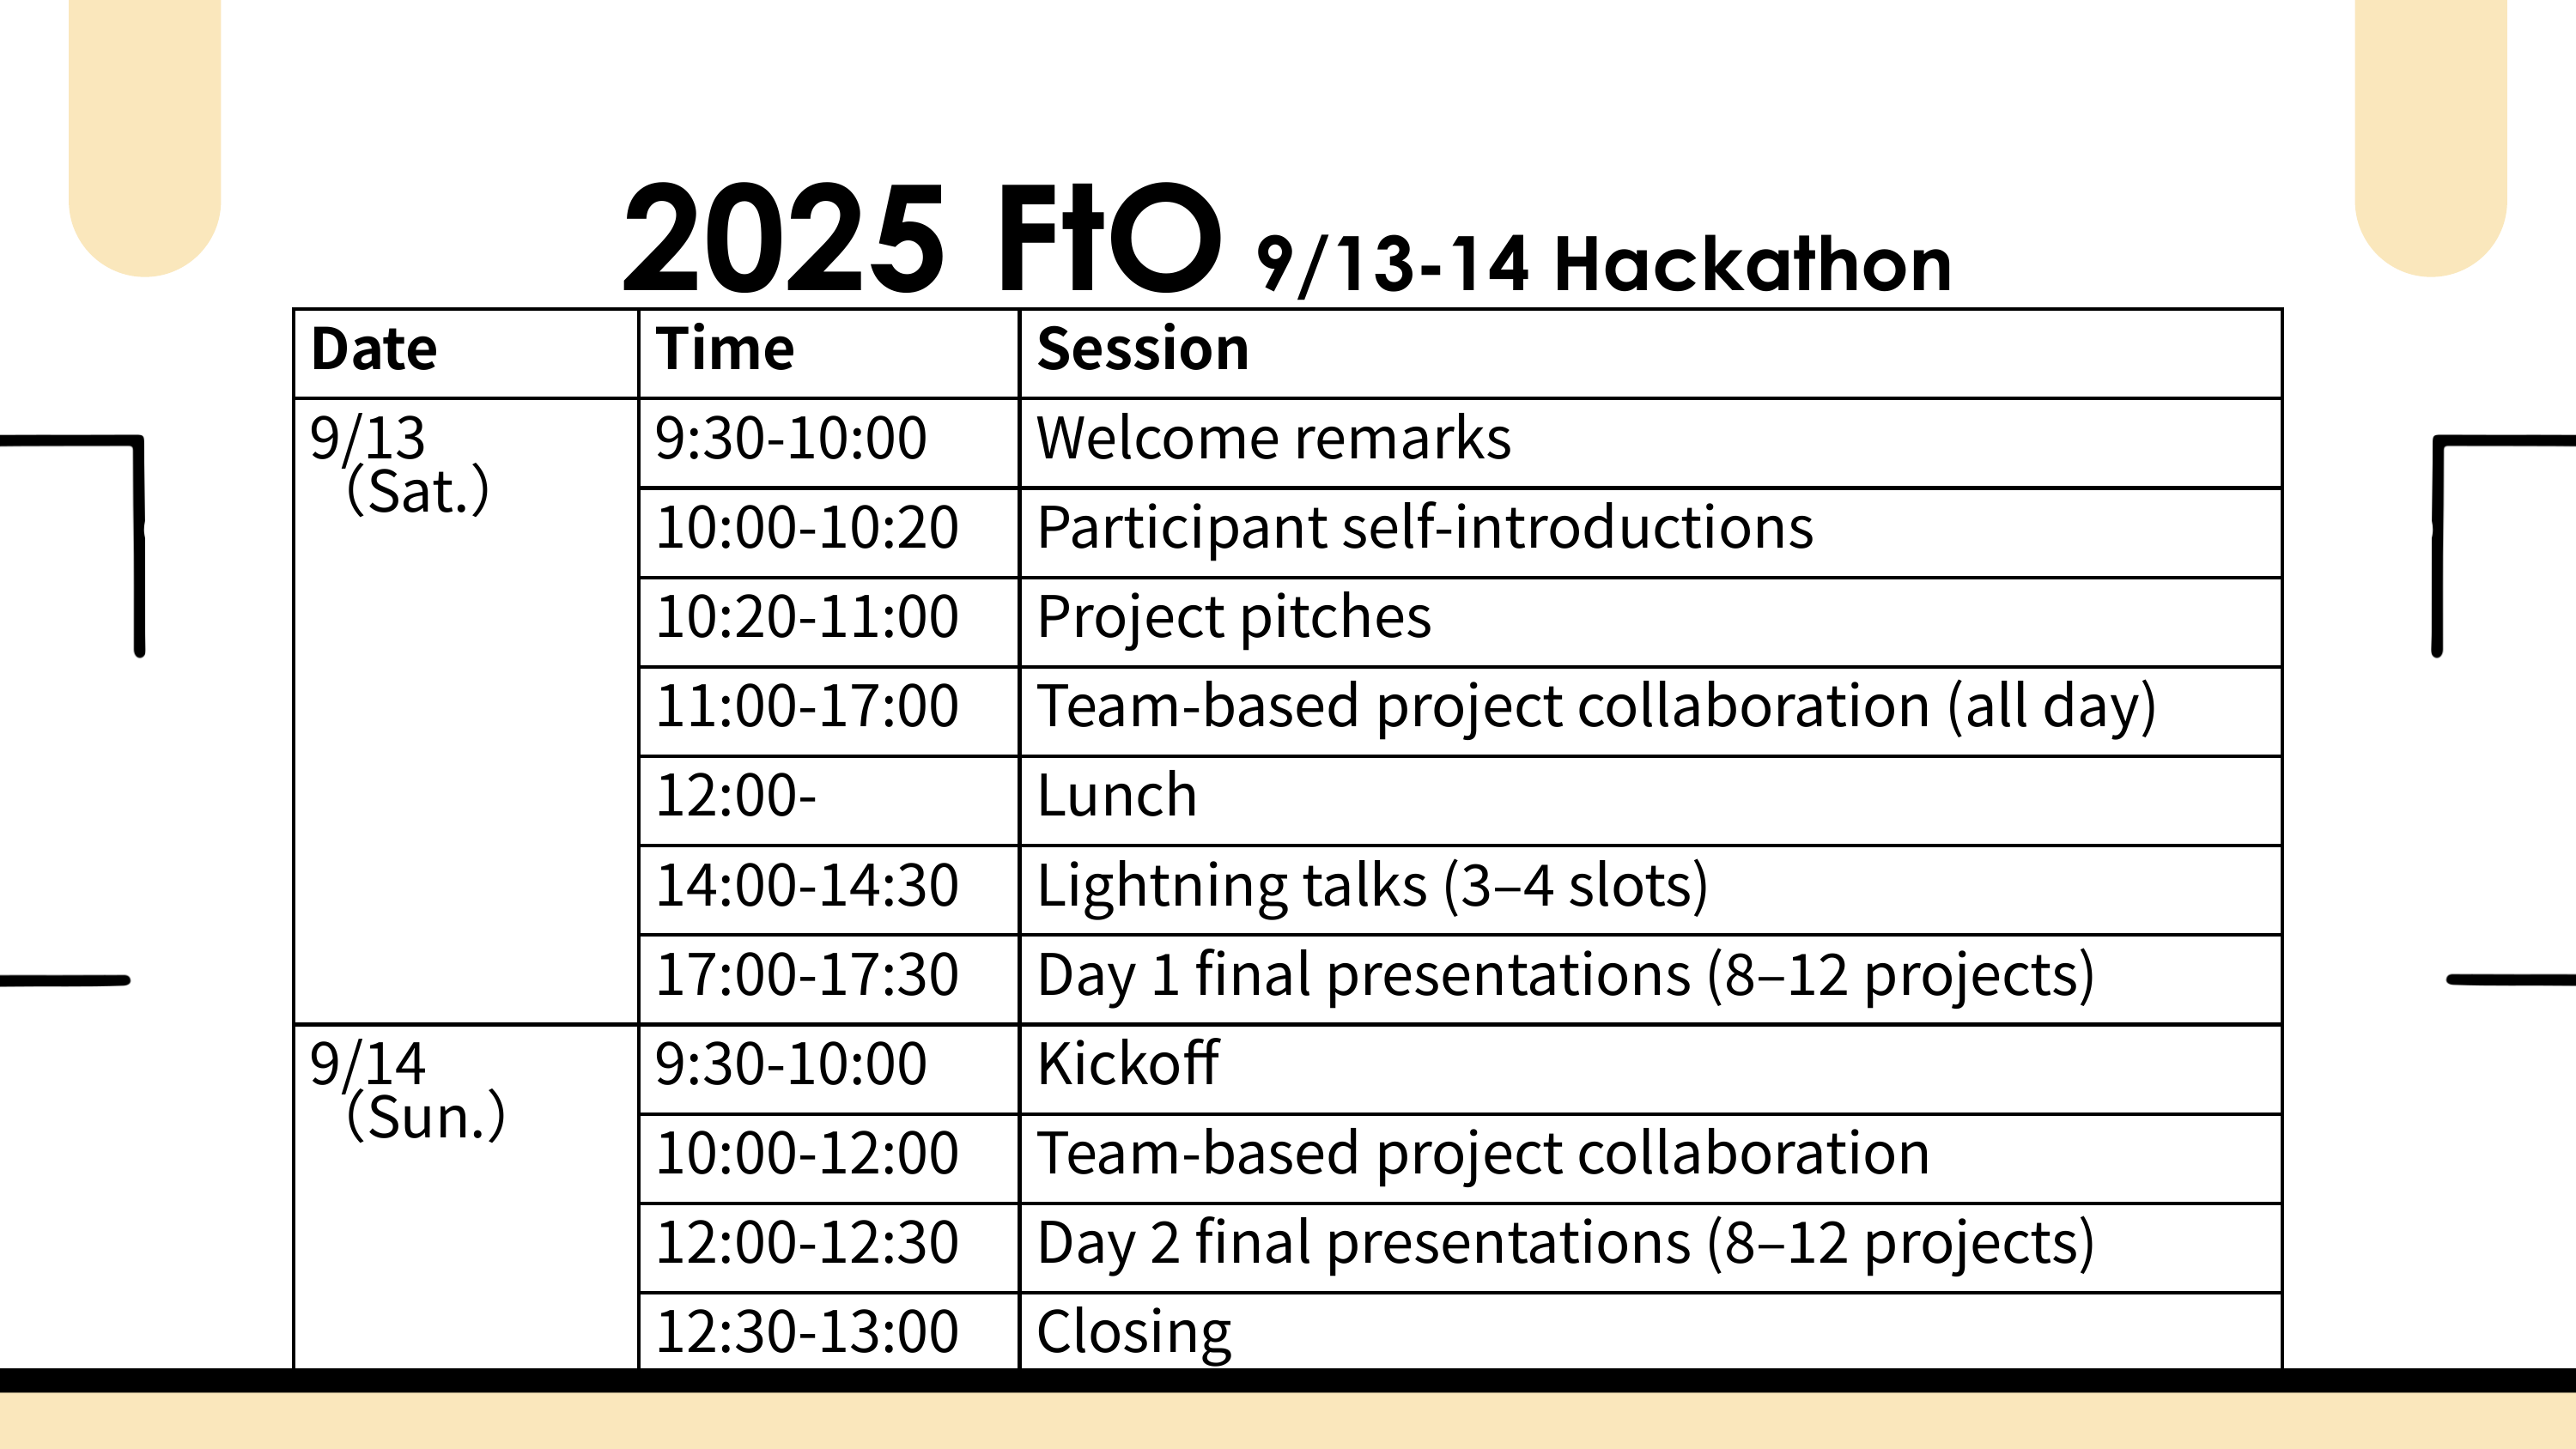 2025 FtO 9/13-14 Hackathon
Date Time Session
9/13 9:30-10:00 Welcome remarks
（Sat.）
10:00-10:20 Participant self-introductions
10:20-11:00 Project pitches
11:00-17:00 Team-based project collaboration (all day)
12:00- Lunch
14:00-14:30 Lightning talks (3–4 slots)
17:00-17:30 Day 1 final presentations (8–12 projects)
9/14 9:30-10:00 Kickoff
（Sun.）
10:00-12:00 Team-based project collaboration
12:00-12:30 Day 2 final presentations (8–12 projects)
12:30-13:00 Closing